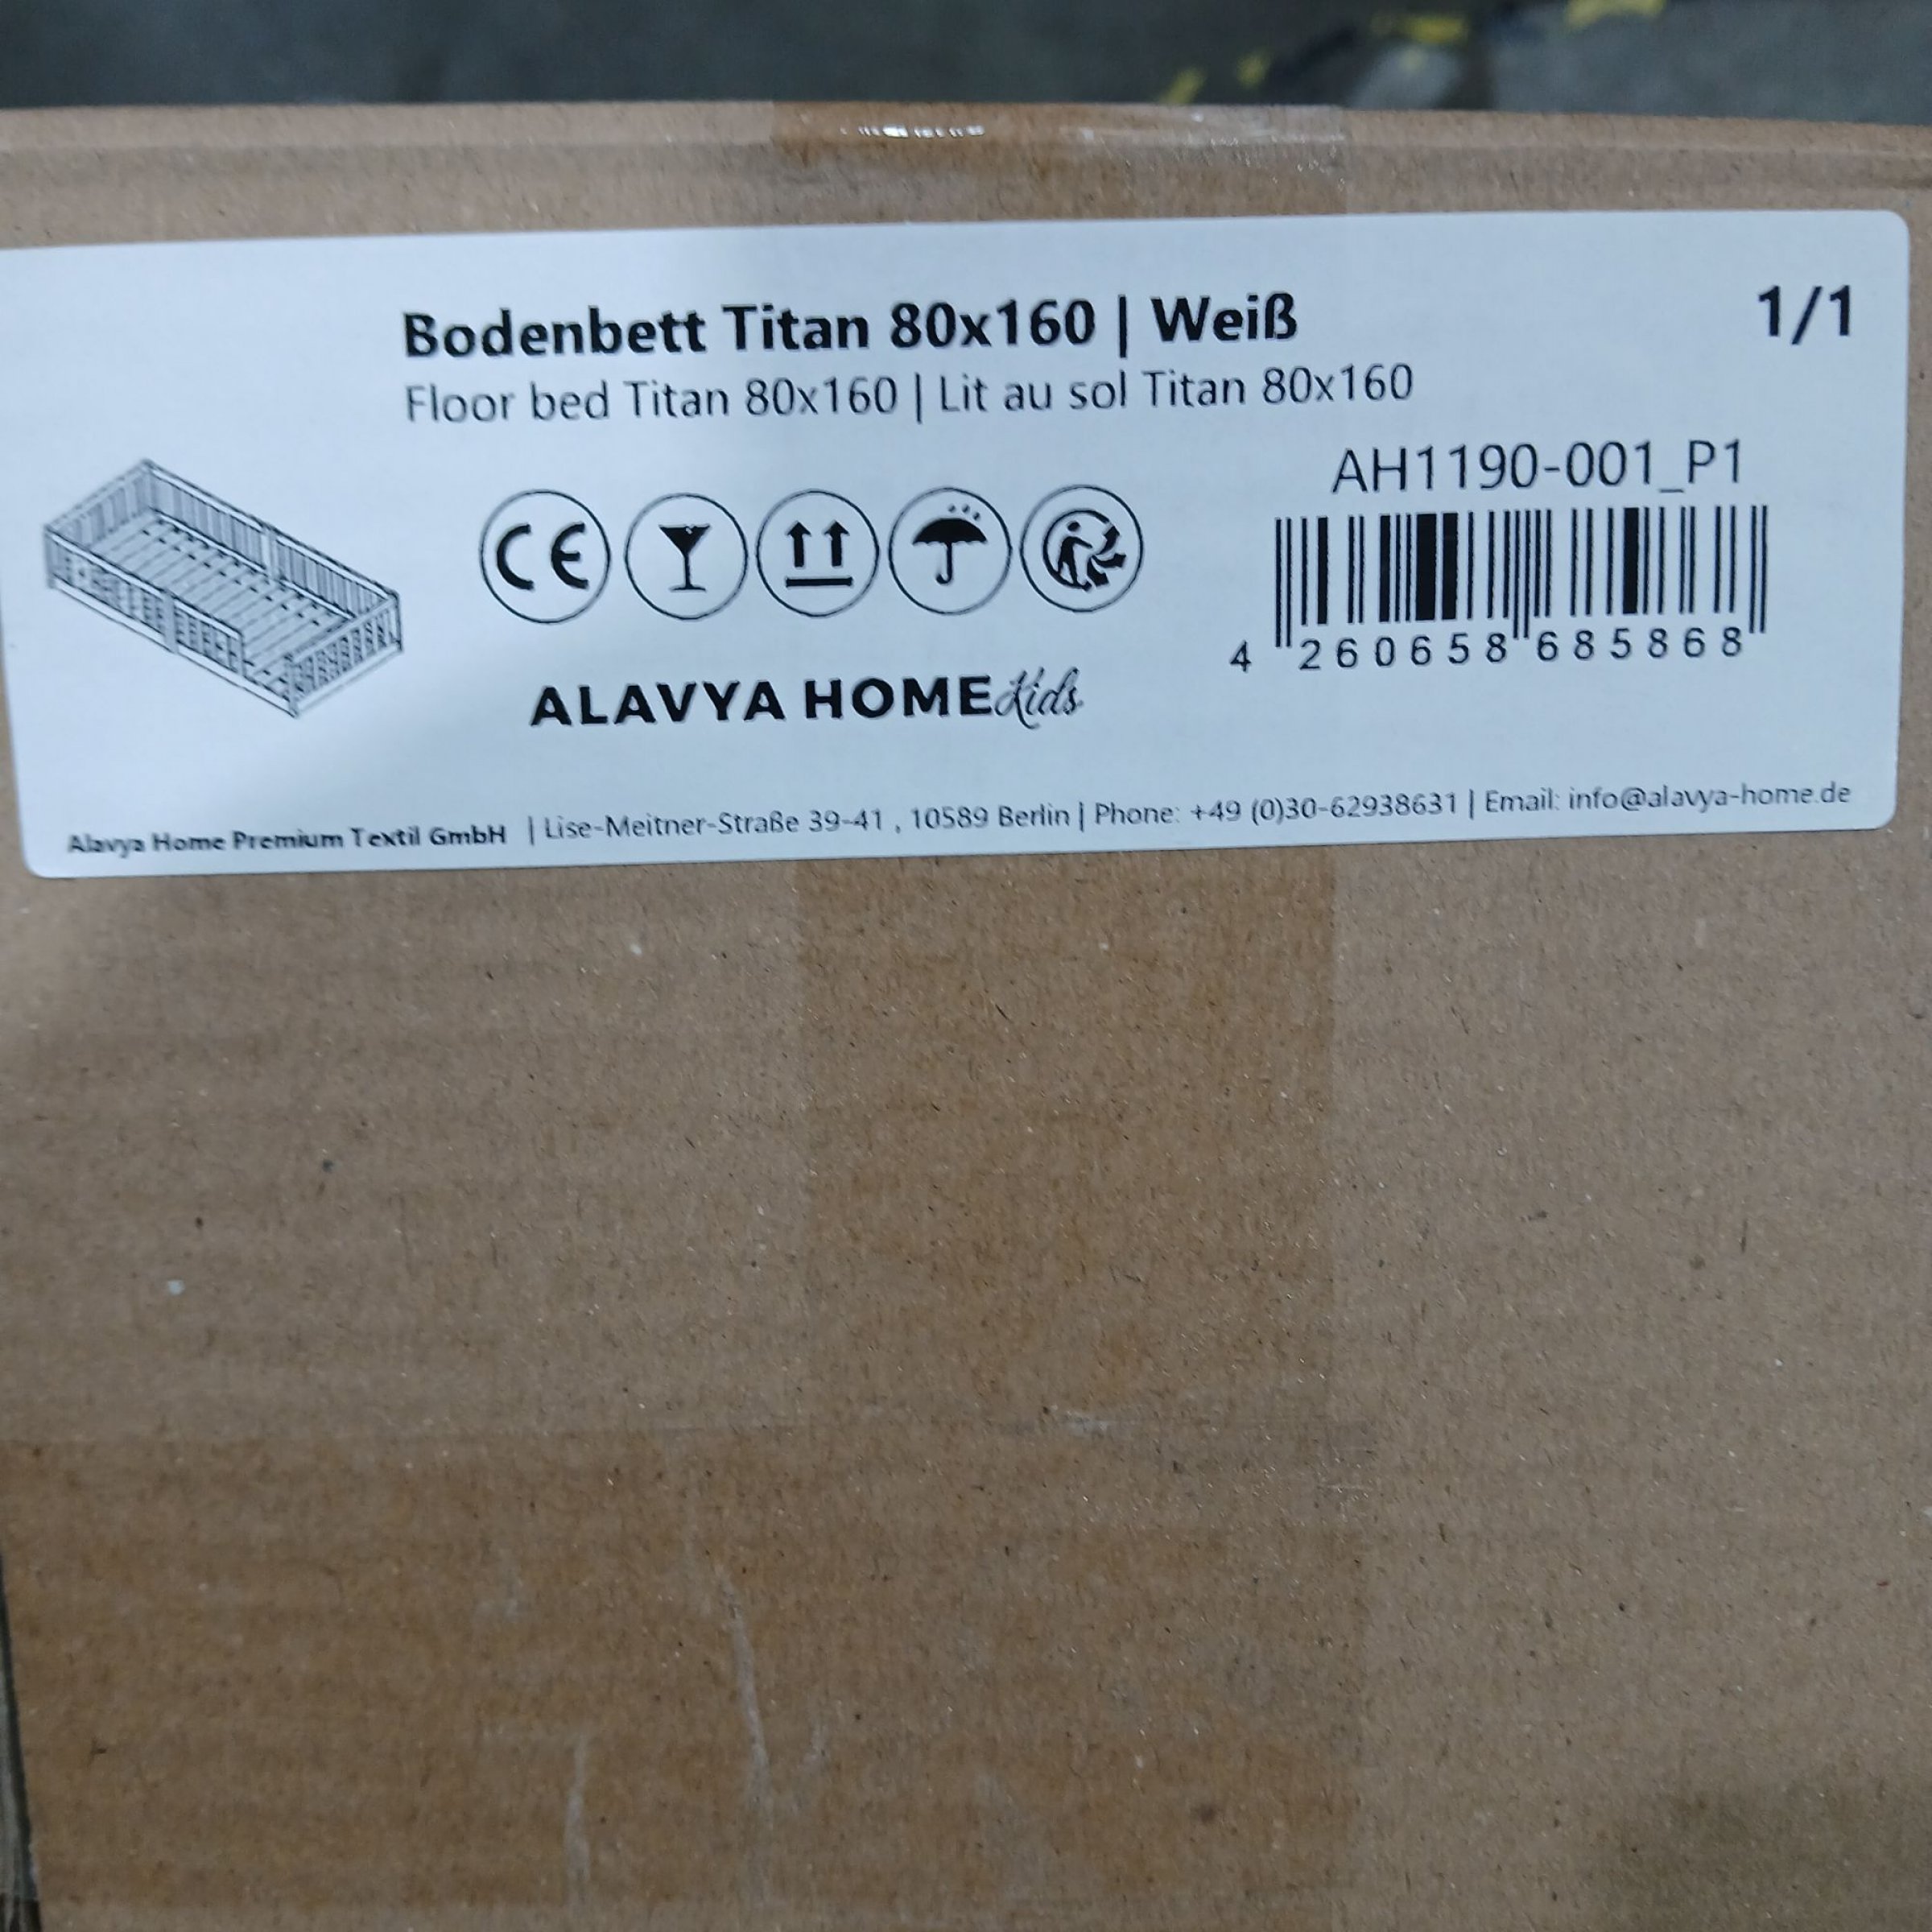 Bodenbett Titan 80x160 | Weiß
1/1
Floor bed Titan 80x160 | Lit au sol Titan 80x160
AH1190-001_P1
CE
4 260658 685868
ALAVYA HOME Kids
Alavya Home Premium Textil GmbH | Lise-Meitner-Straße 39-41 , 10589 Berlin | Phone: +49 (0)30-62938631 | Email: info@alavya-home.de